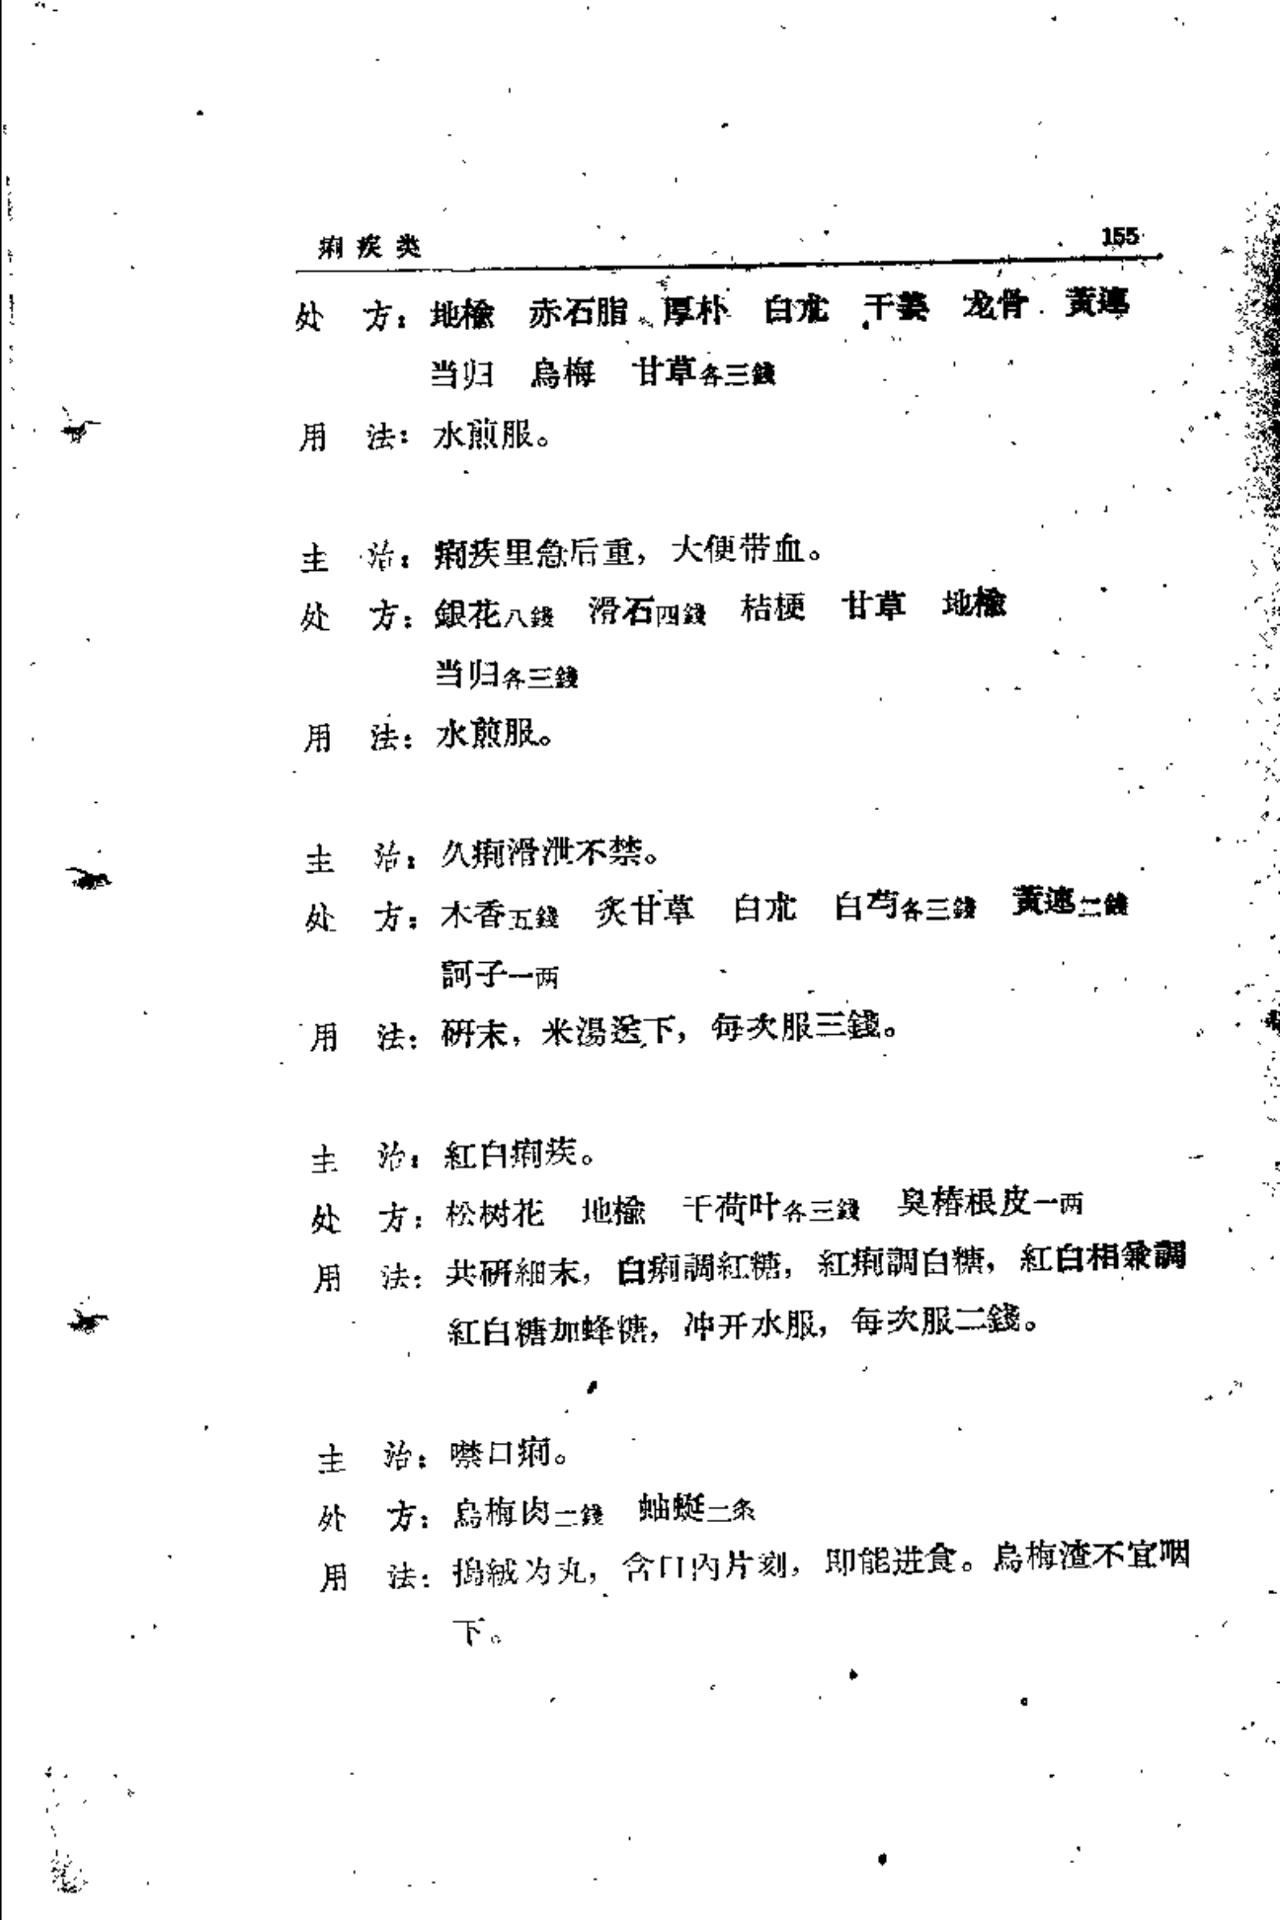 痢疾类 155
处 方：地榆 赤石脂 厚朴 白朮 干姜 龙骨 黃連
当归 烏梅 甘草各三錢
用 法：水煎服。
主 治：痢疾里急后重，大便带血。
处 方：銀花八錢 滑石四錢 桔梗 甘草 地榆
当归各三錢
用 法：水煎服。
主 治：久痢滑泄不禁。
处 方：木香五錢 炙甘草 白朮 白芍各三錢 黃連二錢
訶子一两
用 法：研末，米湯送下，每次服三錢。
主 治：紅白痢疾。
处 方：松树花 地榆 干荷叶各三錢 臭椿根皮一两
用 法：共研細末，白痢調紅糖，紅痢調白糖，紅白相兼調
紅白糖加蜂糖，冲开水服，每次服二錢。
主 治：噤口痢。
处 方：烏梅肉二錢 蚰蜒二条
用 法：搗絨为丸，含口內片刻，即能进食。烏梅渣不宜咽
下。